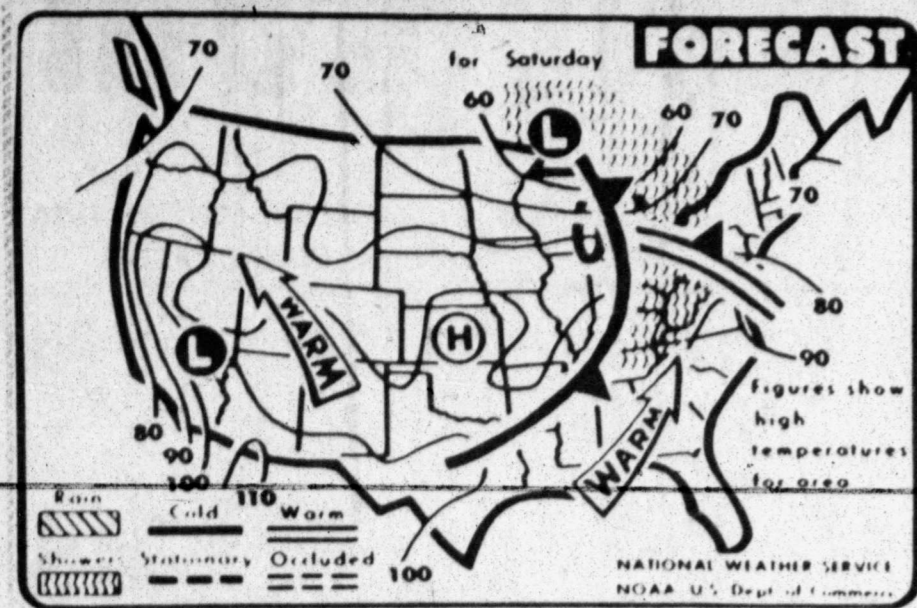 FORECAST
for Saturday
70
70
60
60
70
70
L
WARM
L
H
80
90
WARM
80
90
100
110
100
Figures show
high
temperatures
for area
Rain
Cold
Warm
Showers
Stationary
Occluded
NATIONAL WEATHER SERVICE
NOAA U S Dept of Commerce